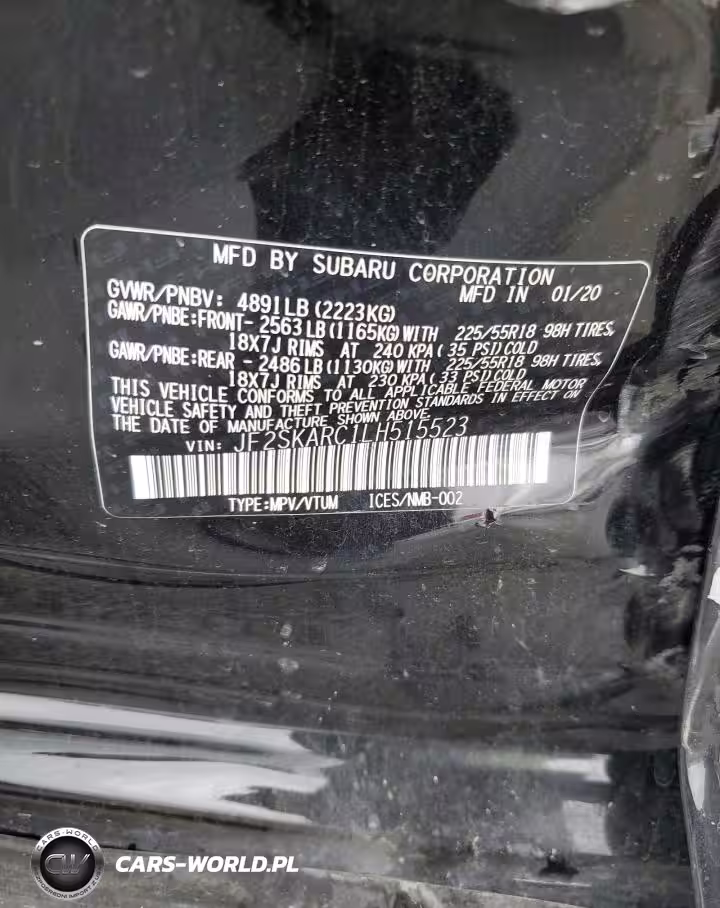 MFD BY SUBARU CORPORATION
MFD IN 01/20
GVWR/PNBV: 4891LB (2223KG)
GAWR/PNBE:FRONT- 2563 LB (1165KG) WITH 225/55R18 98H TIRES,
18X7J RIMS AT 240 KPA ( 35 PSI) COLD
GAWR/PNBE:REAR - 2486 LB (1130KG) WITH 225/55R18 98H TIRES,
18X7J RIMS AT 230 KPA ( 33 PSI) COLD
THIS VEHICLE CONFORMS TO ALL APPLICABLE FEDERAL MOTOR
VEHICLE SAFETY AND THEFT PREVENTION STANDARDS IN EFFECT ON
THE DATE OF MANUFACTURE SHOWN ABOVE.
VIN: JF2SKARC1LH515523
TYPE:MPV/VTUM ICES/NMB-002
CARS-WORLD
CW
CARS-WORLD.PL